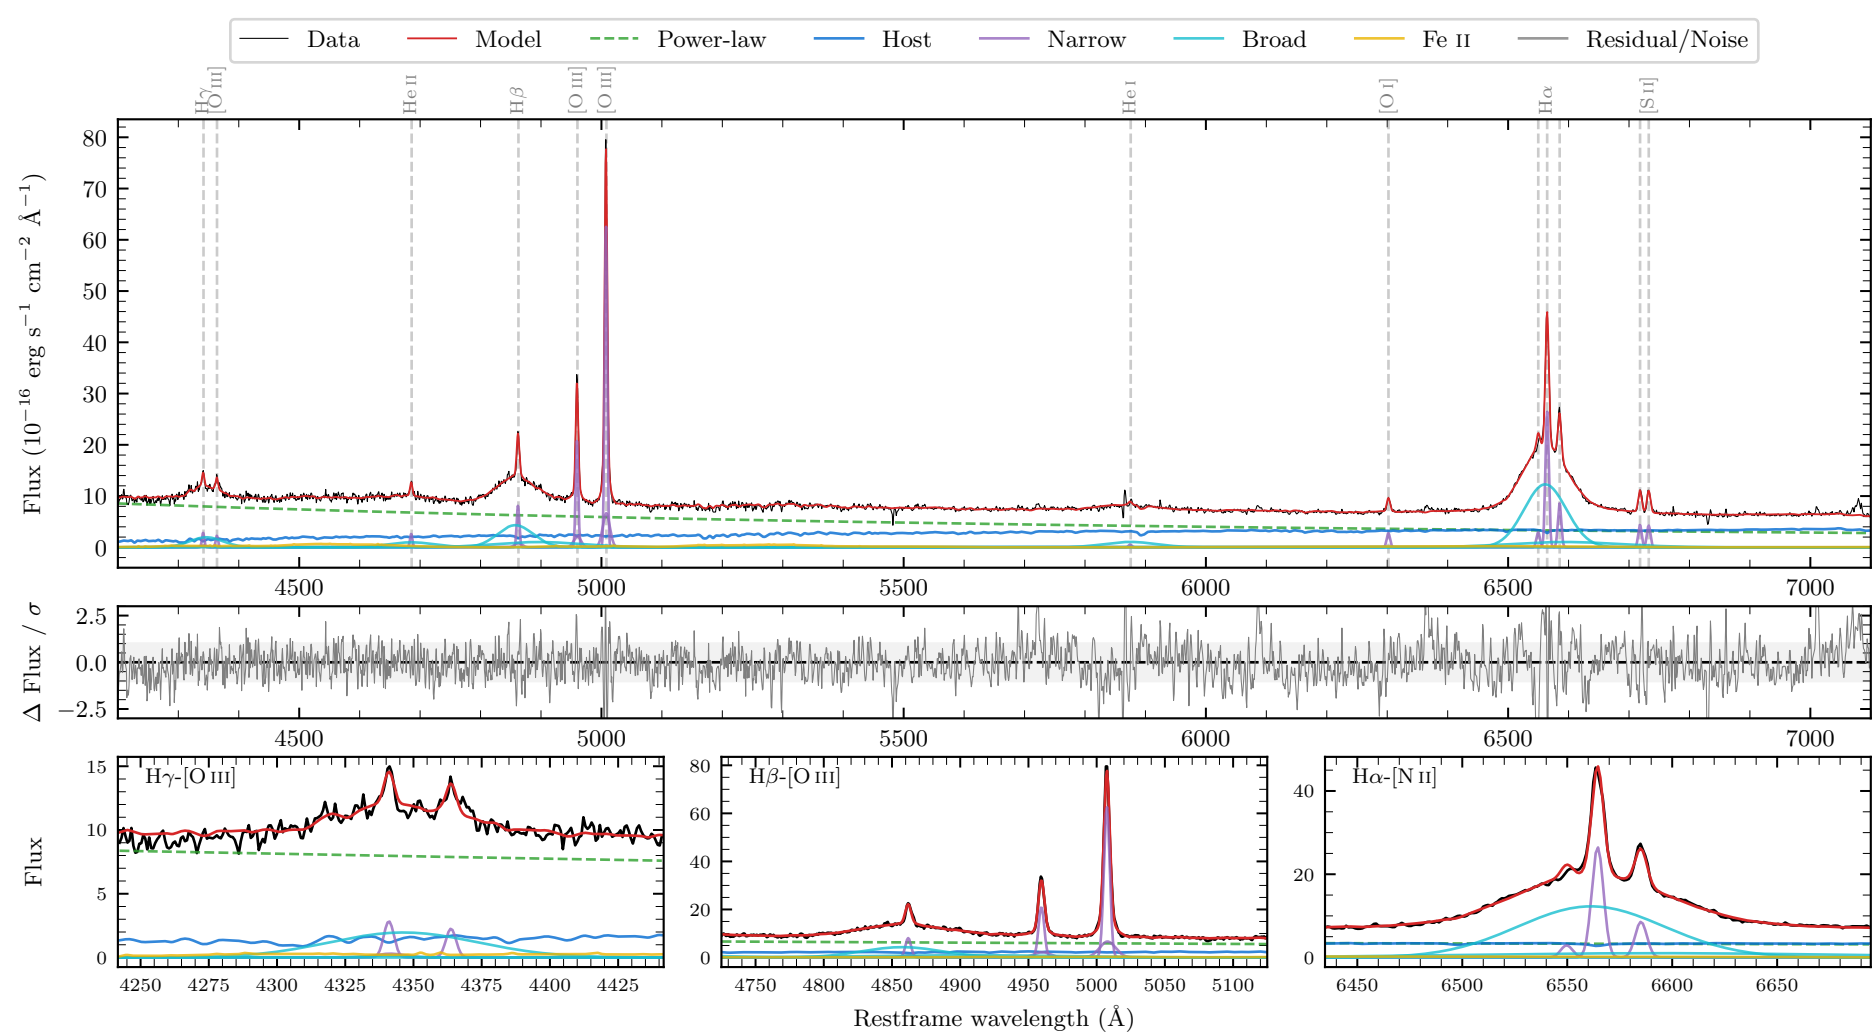 Data Model Power-law Host Narrow Broad Fe II Residual/Noise
Hγ [O III] He II Hβ [O III] [O III] He I [O I] Hα [S II]
Flux (10⁻¹⁶ erg s⁻¹ cm⁻² Å⁻¹)
80
70
60
50
40
30
20
10
0
4500 5000 5500 6000 6500 7000
Δ Flux / σ
2.5
0.0
−2.5
4500 5000 5500 6000 6500 7000
Flux
Hγ-[O III]
15
10
5
0
4250 4275 4300 4325 4350 4375 4400 4425
Hβ-[O III]
80
60
40
20
0
4750 4800 4850 4900 4950 5000 5050 5100
Hα-[N II]
40
20
0
6450 6500 6550 6600 6650
Restframe wavelength (Å)